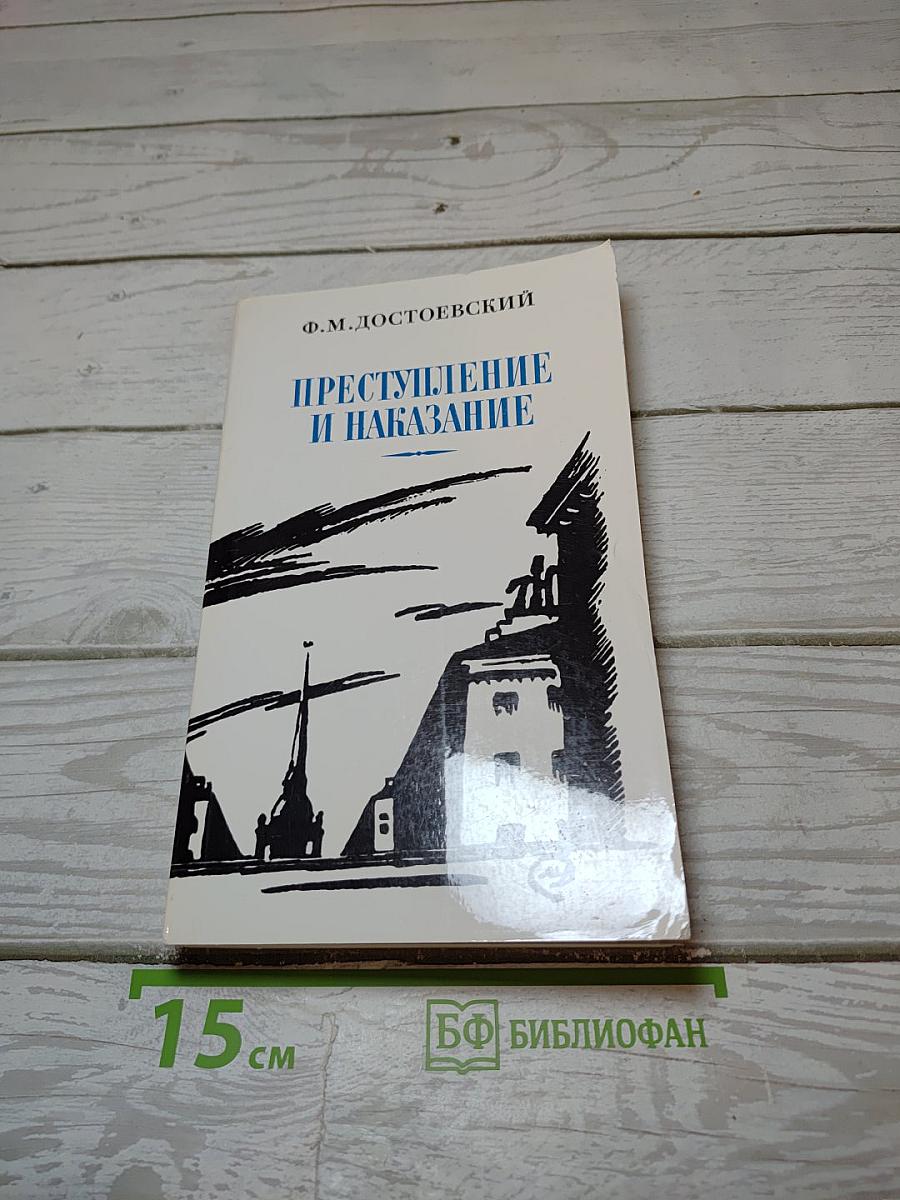 Ф.М.ДОСТОЕВСКИЙ
ПРЕСТУПЛЕНИЕ
И НАКАЗАНИЕ
15 см
БФ БИБЛИОФАН